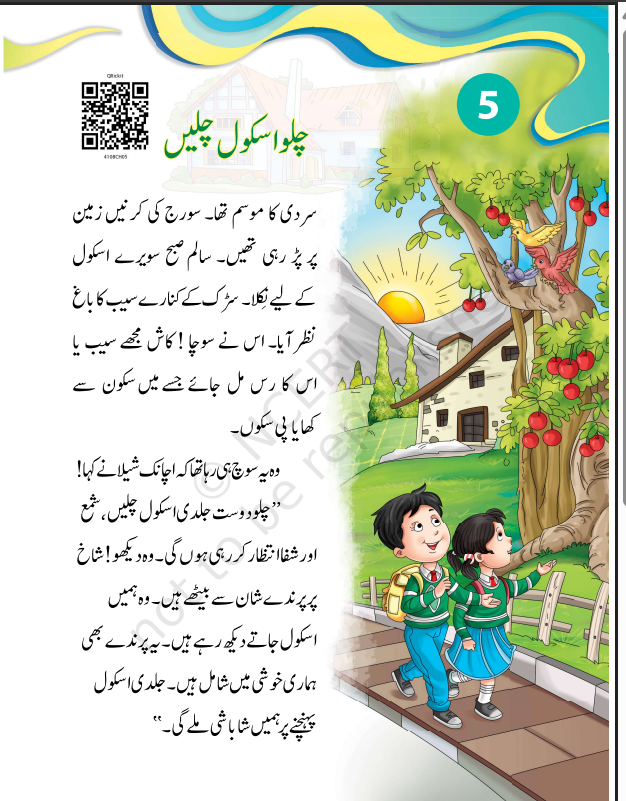 QRickit
4108CH05
5
چلو اسکول چلیں
سردی کا موسم تھا۔ سورج کی کرنیں زمین
پر پڑ رہی تھیں۔ سالم صبح سویرے اسکول
کے لیے نِکلا۔ سڑک کے کنارے سیب کا باغ
نظر آیا۔ اس نے سوچا! کاش مجھے سیب یا
اس کا رس مل جائے جسے میں سکون سے
کھا یا پی سکوں۔
وہ یہ سوچ ہی رہا تھا کہ اچانک شیلا نے کہا!
”چلو دوست جلدی اسکول چلیں، شمع
اور شفا انتظار کر رہی ہوں گی۔ وہ دیکھو! شاخ
پر پرندے شان سے بیٹھے ہیں۔ وہ ہمیں
اسکول جاتے دیکھ رہے ہیں۔ یہ پرندے بھی
ہماری خوشی میں شامل ہیں۔ جلدی اسکول
پہنچنے پر ہمیں شاباشی ملے گی۔“
© NCERT
not to be republished